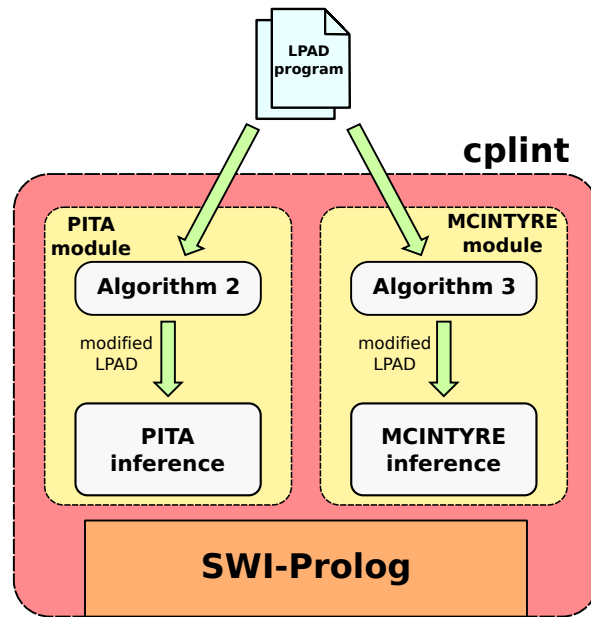 LPAD
program
cplint
PITA
module
MCINTYRE
module
Algorithm 2
Algorithm 3
modified
LPAD
modified
LPAD
PITA
inference
MCINTYRE
inference
SWI-Prolog